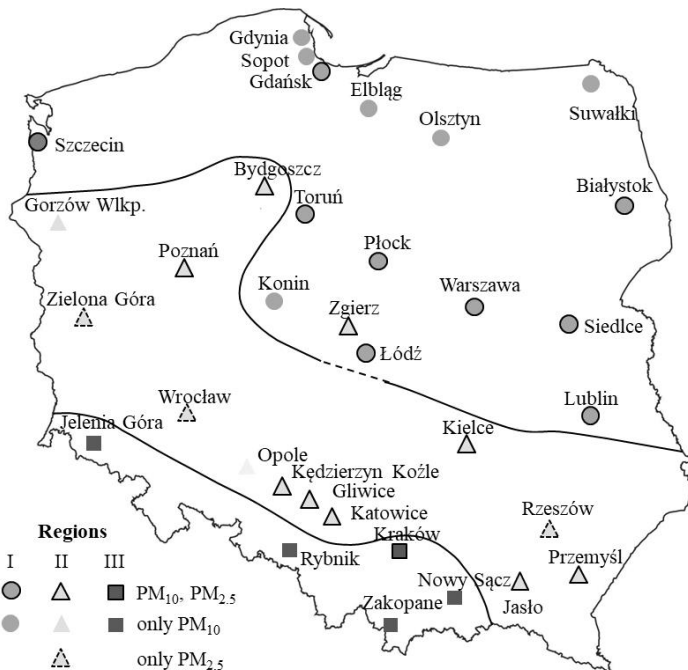 Gdynia
Sopot
Gdańsk
Elbląg
Olsztyn
Suwałki
Szczecin
Bydgoszcz
Toruń
Białystok
Gorzów Wlkp.
Poznań
Płock
Zielona Góra
Konin
Zgierz
Warszawa
Siedlce
Łódź
Wrocław
Lublin
Jelenia Góra
Kielce
Opole
Kędzierzyn Koźle
Gliwice
Katowice
Rzeszów
Kraków
Rybnik
Przemyśl
Nowy Sącz
Zakopane
Jasło
Regions
I II III
PM10, PM2.5
only PM10
only PM2.5